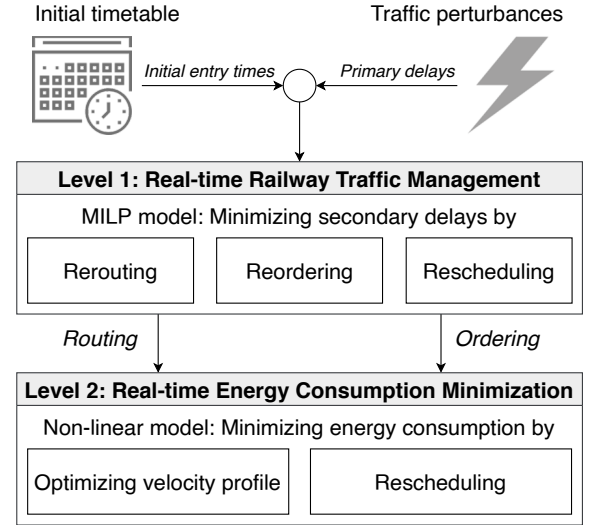 Initial timetable
Traffic perturbances
Initial entry times
Primary delays
Level 1: Real-time Railway Traffic Management
MILP model: Minimizing secondary delays by
Rerouting
Reordering
Rescheduling
Routing
Ordering
Level 2: Real-time Energy Consumption Minimization
Non-linear model: Minimizing energy consumption by
Optimizing velocity profile
Rescheduling